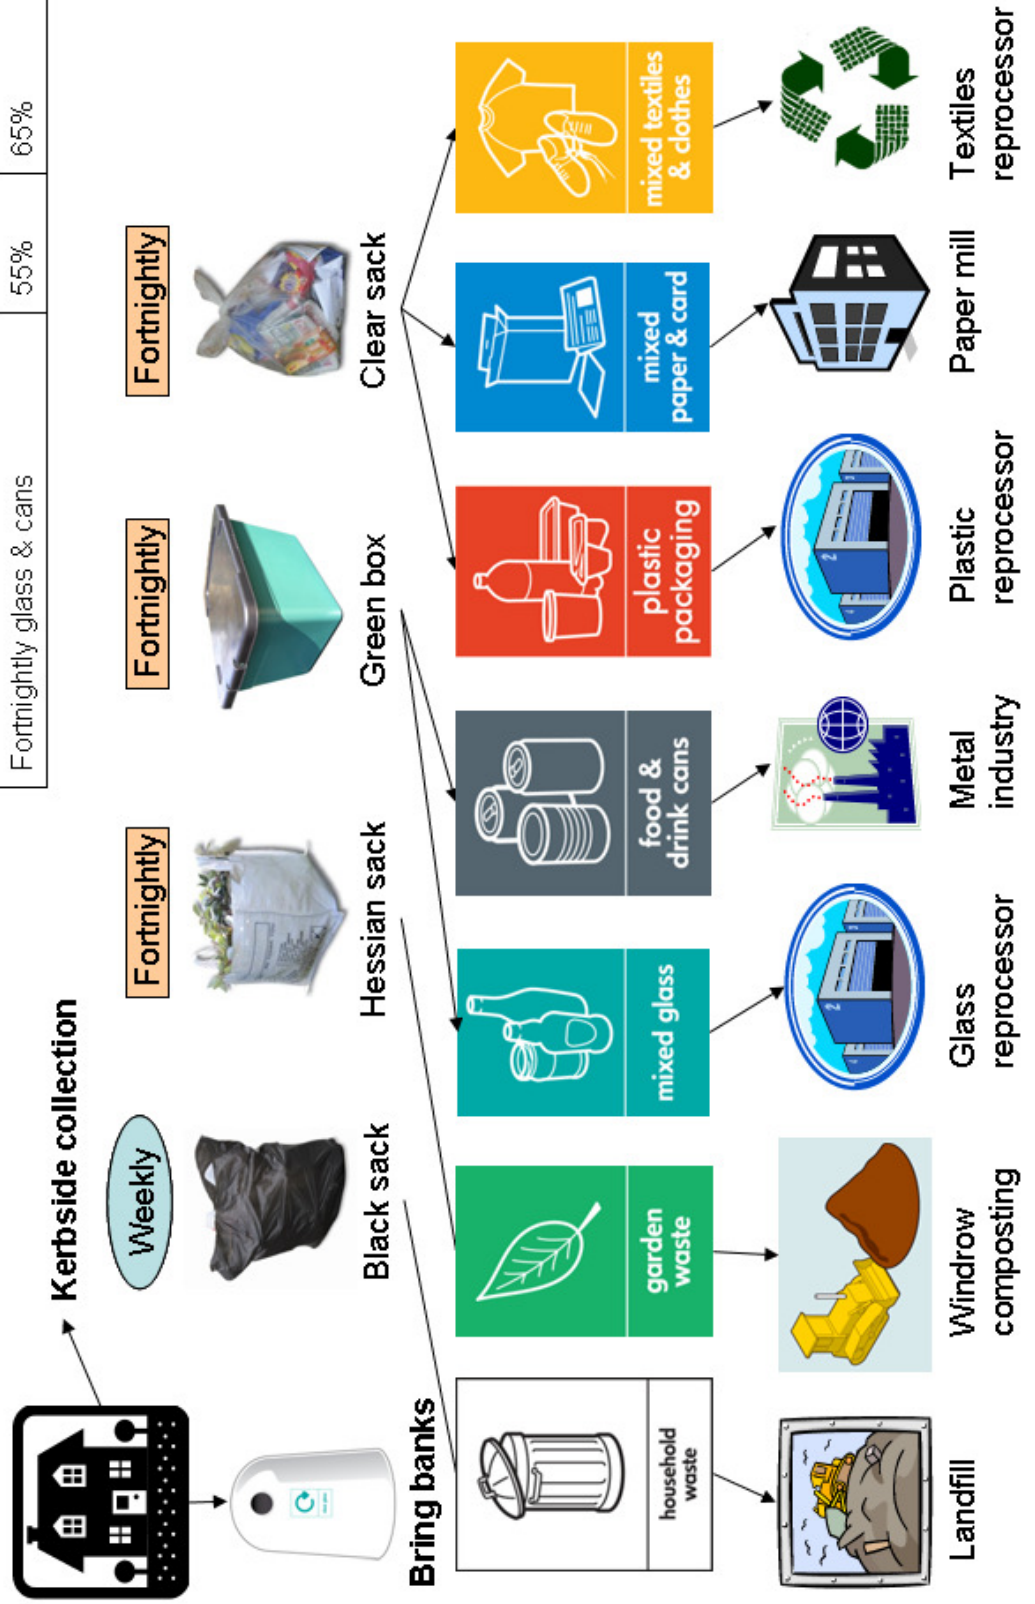 Fortnightly glass & cans 55% 65%
Kerbside collection
Weekly
Fortnightly
Fortnightly
Fortnightly
Bring banks
Black sack
Hessian sack
Green box
Clear sack
household
waste
garden
waste
mixed glass
food &
drink cans
plastic
packaging
mixed
paper & card
mixed textiles
& clothes
Landfill
Windrow
composting
Glass
reprocessor
Metal
industry
Plastic
reprocessor
Paper mill
Textiles
reprocessor